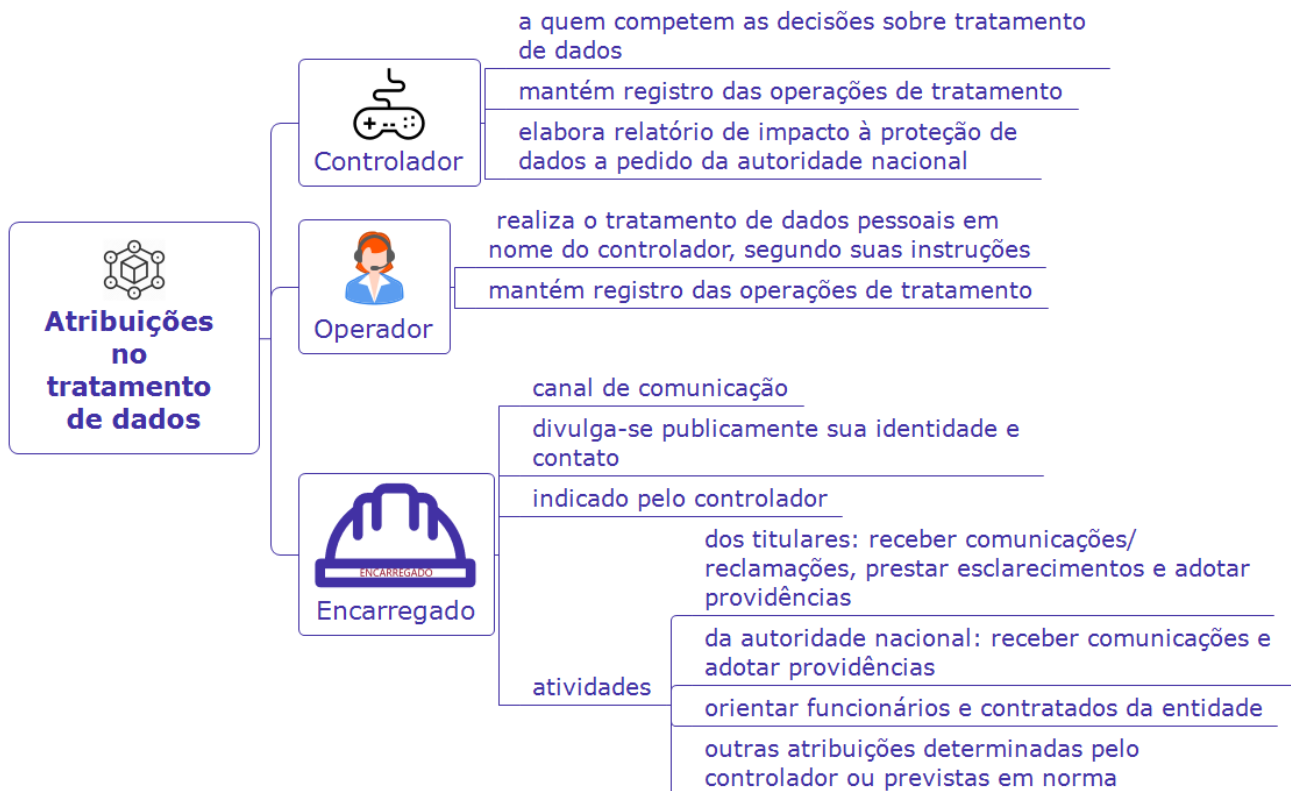 Atribuições
no
tratamento
de dados
Controlador
a quem competem as decisões sobre tratamento
de dados
mantém registro das operações de tratamento
elabora relatório de impacto à proteção de
dados a pedido da autoridade nacional
Operador
realiza o tratamento de dados pessoais em
nome do controlador, segundo suas instruções
mantém registro das operações de tratamento
ENCARREGADO
Encarregado
canal de comunicação
divulga-se publicamente sua identidade e
contato
indicado pelo controlador
atividades
dos titulares: receber comunicações/
reclamações, prestar esclarecimentos e adotar
providências
da autoridade nacional: receber comunicações e
adotar providências
orientar funcionários e contratados da entidade
outras atribuições determinadas pelo
controlador ou previstas em norma